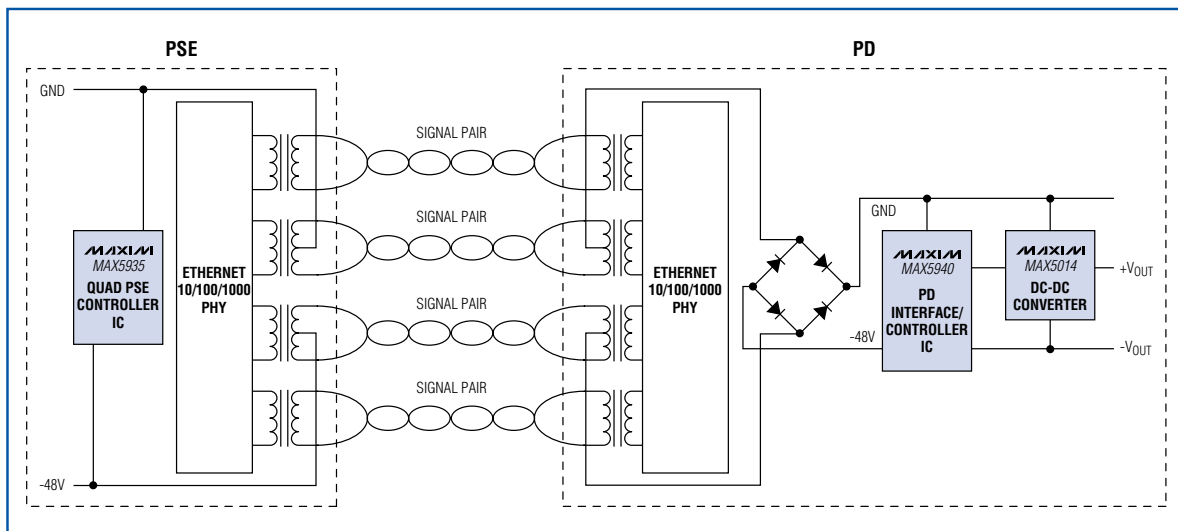 PSE
PD
GND
MAXIM
MAX5935
QUAD PSE
CONTROLLER
IC
-48V
ETHERNET
10/100/1000
PHY
SIGNAL PAIR
SIGNAL PAIR
SIGNAL PAIR
SIGNAL PAIR
ETHERNET
10/100/1000
PHY
GND
-48V
MAXIM
MAX5940
PD
INTERFACE/
CONTROLLER
IC
MAXIM
MAX5014
DC-DC
CONVERTER
+VOUT
-VOUT